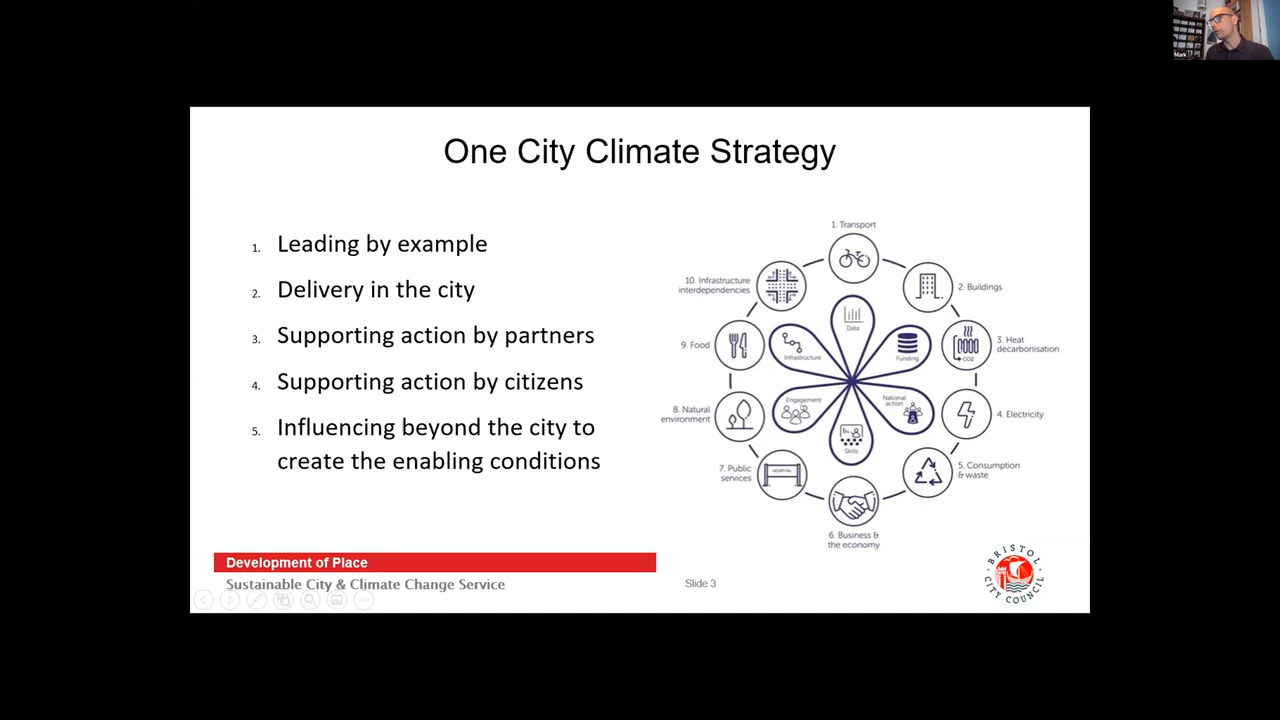 Mark
One City Climate Strategy
1. Leading by example
2. Delivery in the city
3. Supporting action by partners
4. Supporting action by citizens
5. Influencing beyond the city to
create the enabling conditions
1. Transport
2. Buildings
3. Heat
decarbonisation
CO2
4. Electricity
5. Consumption
& waste
6. Business &
the economy
7. Public
services
HOSPITAL
8. Natural
environment
9. Food
10. Infrastructure
interdependencies
Data
Funding
National
action
Skills
Engagement
Infrastructure
Development of Place
Sustainable City & Climate Change Service
Slide 3
BRISTOL
CITY COUNCIL